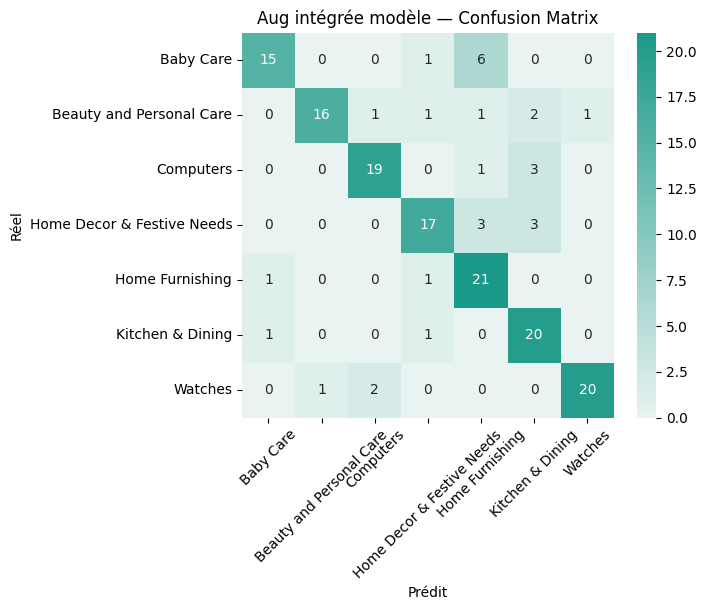 Aug intégrée modèle — Confusion Matrix
Réel
Baby Care 15 0 0 1 6 0 0
Beauty and Personal Care 0 16 1 1 1 2 1
Computers 0 0 19 0 1 3 0
Home Decor & Festive Needs 0 0 0 17 3 3 0
Home Furnishing 1 0 0 1 21 0 0
Kitchen & Dining 1 0 0 1 0 20 0
Watches 0 1 2 0 0 0 20
Baby Care
Beauty and Personal Care
Computers
Home Decor & Festive Needs
Home Furnishing
Kitchen & Dining
Watches
Prédit
20.0
17.5
15.0
12.5
10.0
7.5
5.0
2.5
0.0